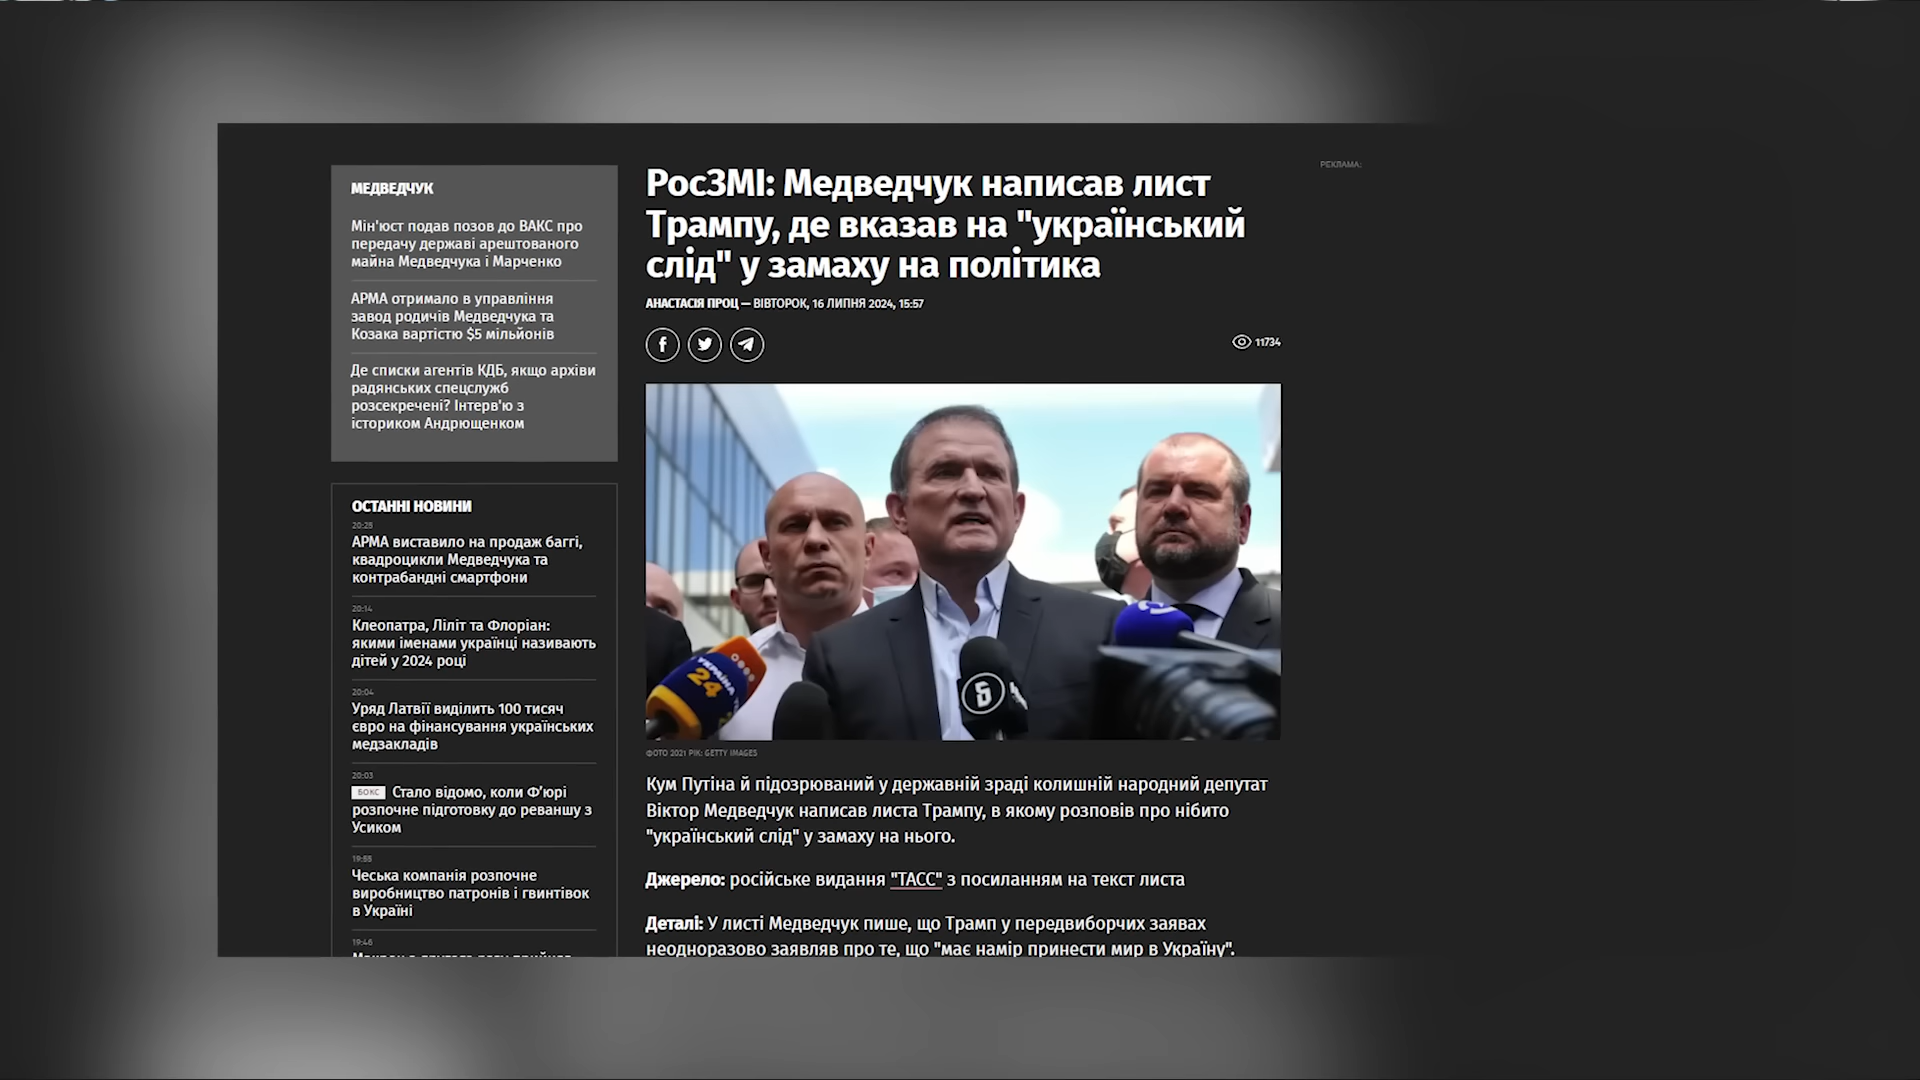 МЕДВЕДЧУК
Мін'юст подав позов до ВАКС про
передачу державі арештованого
майна Медведчука і Марченко
АРМА отримало в управління
завод родичів Медведчука та
Козака вартістю $5 мільйонів
Де списки агентів КДБ, якщо архіви
радянських спецслужб
розсекречені? Інтерв'ю з
істориком Андрющенком
ОСТАННІ НОВИНИ
20:25
АРМА виставило на продаж баггі,
квадроцикли Медведчука та
контрабандні смартфони
20:14
Клеопатра, Ліліт та Флоріан:
якими іменами українці називають
дітей у 2024 році
20:04
Уряд Латвії виділить 100 тисяч
євро на фінансування українських
медзакладів
20:03
БОКС Стало відомо, коли Ф'юрі
розпочне підготовку до реваншу з
Усиком
19:55
Чеська компанія розпочне
виробництво патронів і гвинтівок
в Україні
19:46
РосЗМІ: Медведчук написав лист
Трампу, де вказав на "український
слід" у замаху на політика
АНАСТАСІЯ ПРОЦ — ВІВТОРОК, 16 ЛИПНЯ 2024, 15:57
11734
УКРАЇНА
24
Б
ФОТО 2021 РІК: GETTY IMAGES
Кум Путіна й підозрюваний у державній зраді колишній народний депутат
Віктор Медведчук написав листа Трампу, в якому розповів про нібито
"український слід" у замаху на нього.
Джерело: російське видання "ТАСС" з посиланням на текст листа
Деталі: У листі Медведчук пише, що Трамп у передвиборчих заявах
неодноразово заявляв про те, що "має намір принести мир в Україну".
РЕКЛАМА: